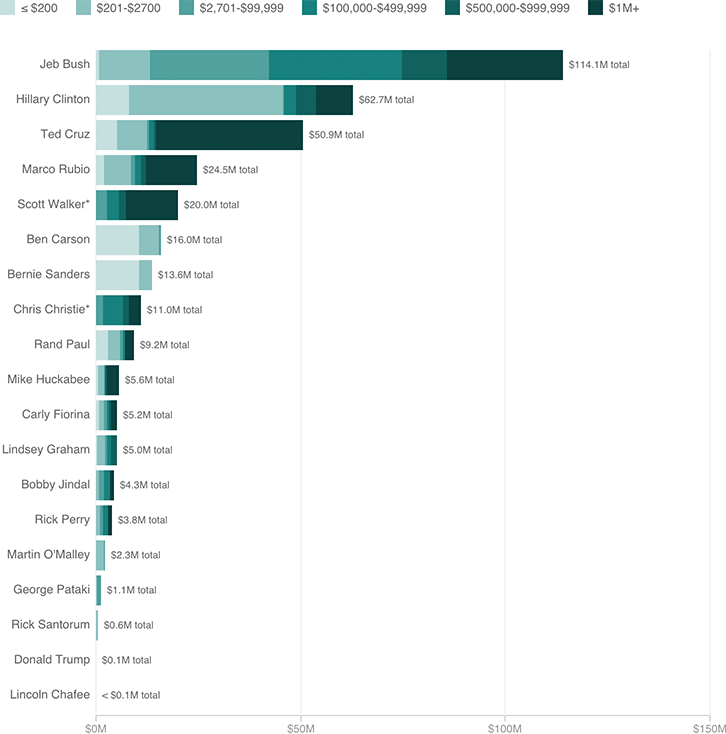 ≤ $200 $201-$2700 $2,701-$99,999 $100,000-$499,999 $500,000-$999,999 $1M+
Jeb Bush $114.1M total
Hillary Clinton $62.7M total
Ted Cruz $50.9M total
Marco Rubio $24.5M total
Scott Walker* $20.0M total
Ben Carson $16.0M total
Bernie Sanders $13.6M total
Chris Christie* $11.0M total
Rand Paul $9.2M total
Mike Huckabee $5.6M total
Carly Fiorina $5.2M total
Lindsey Graham $5.0M total
Bobby Jindal $4.3M total
Rick Perry $3.8M total
Martin O'Malley $2.3M total
George Pataki $1.1M total
Rick Santorum $0.6M total
Donald Trump $0.1M total
Lincoln Chafee < $0.1M total
$0M $50M $100M $150M